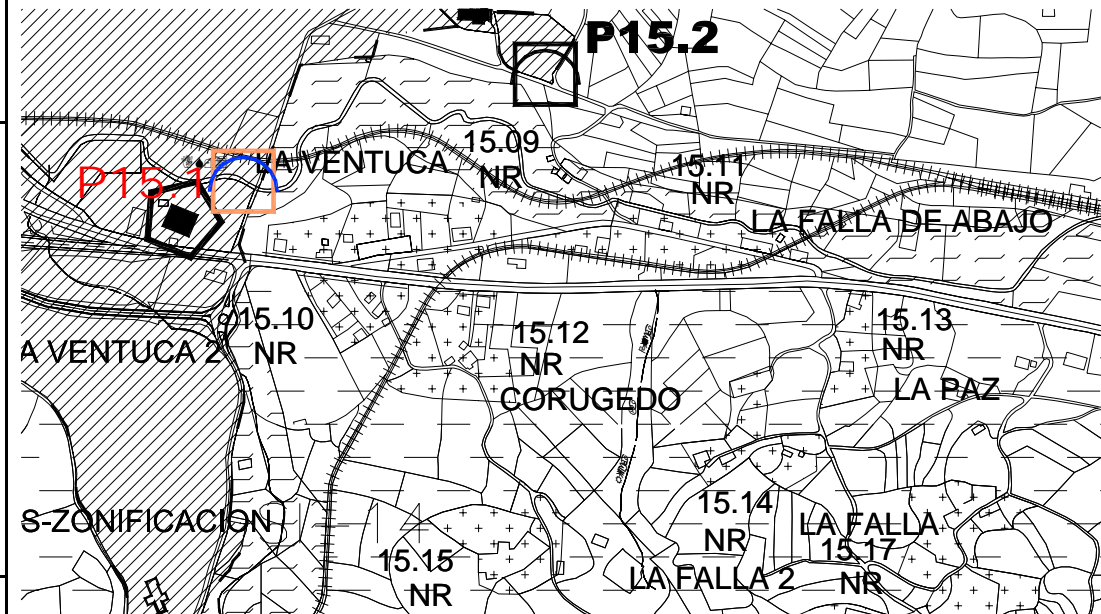 P15.2
15.09
NR
LA VENTUCA
15.11
NR
P15.1
LA FALLA DE ABAJO
15.10
NR
15.12
NR
15.13
NR
A VENTUCA 2
CORUGEDO
LA PAZ
S-ZONIFICACION
14
15.14
NR
LA FALLA
15.15
NR
15.17
NR
LA FALLA 2